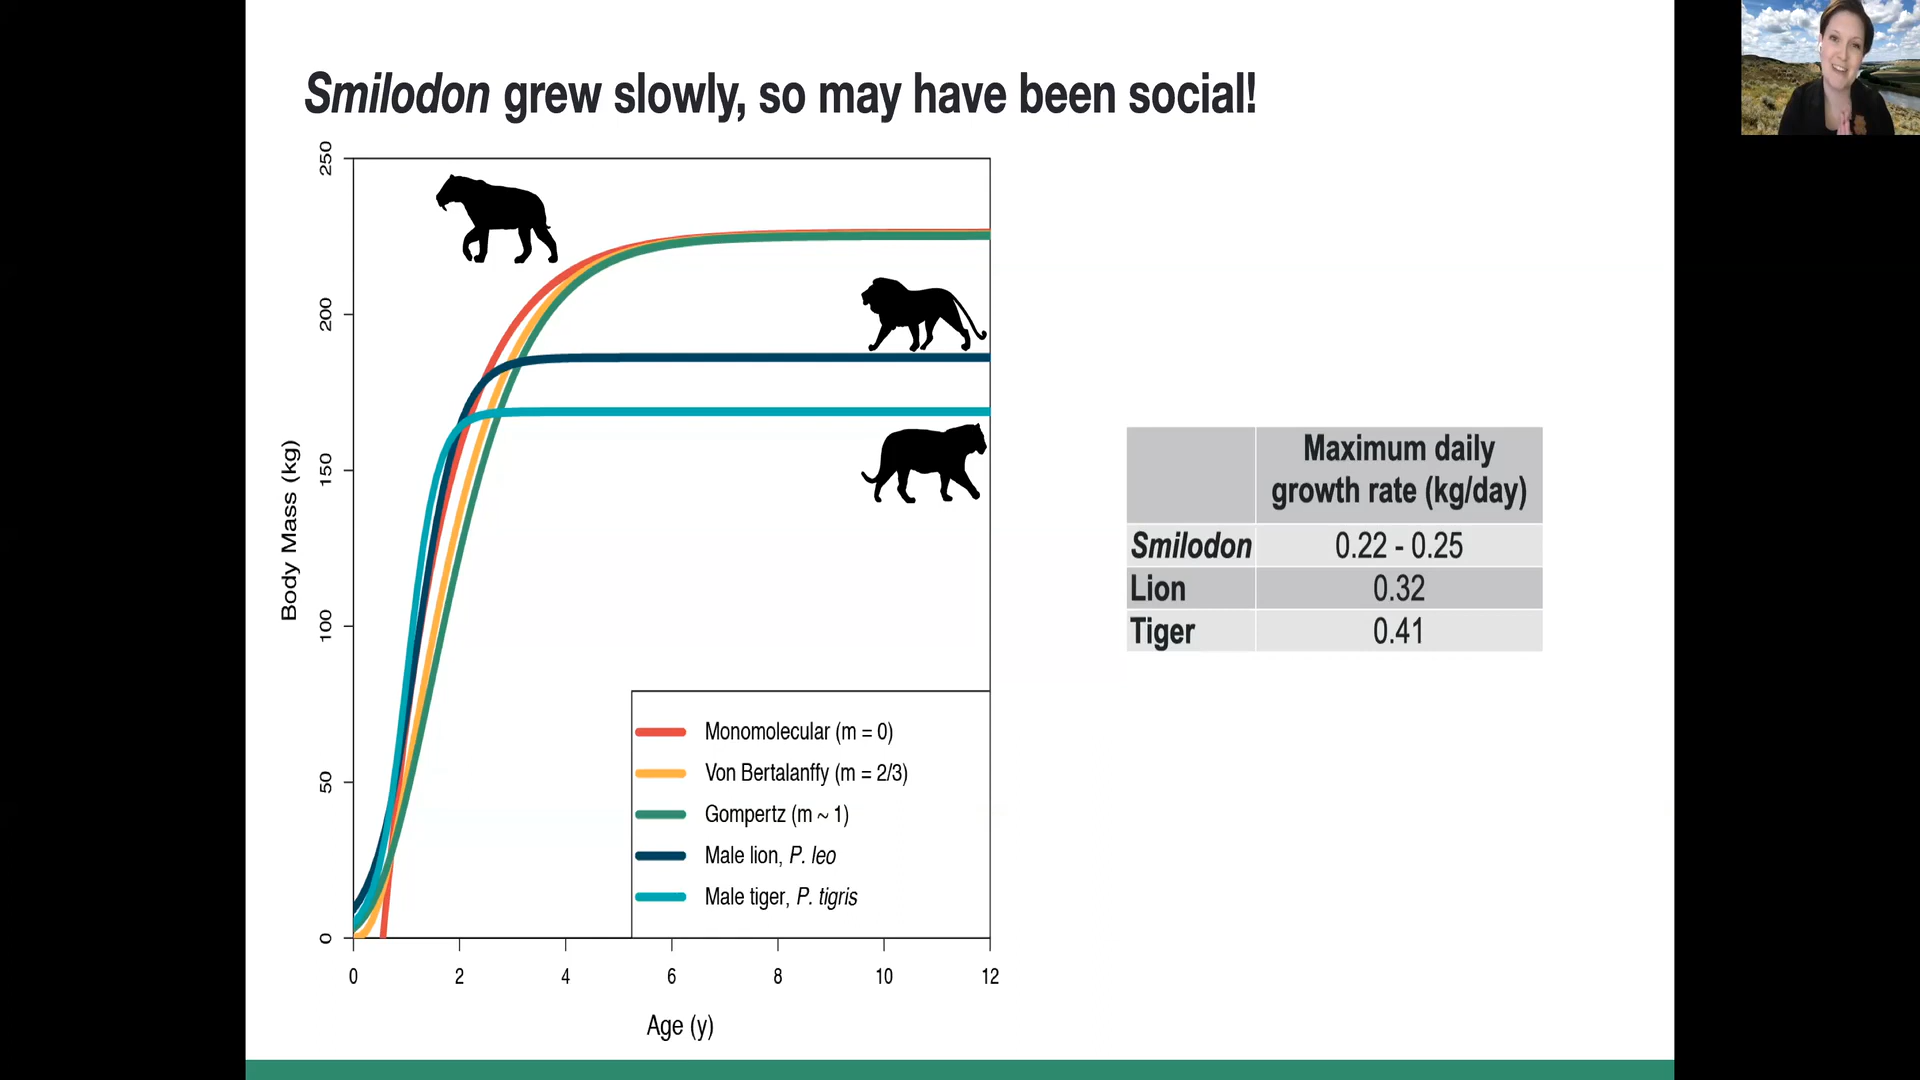 Smilodon grew slowly, so may have been social!
250
200
150
100
50
0
Body Mass (kg)
0 2 4 6 8 10 12
Age (y)
Monomolecular (m = 0)
Von Bertalanffy (m = 2/3)
Gompertz (m ~ 1)
Male lion, P. leo
Male tiger, P. tigris
Maximum daily
growth rate (kg/day)
Smilodon 0.22 - 0.25
Lion 0.32
Tiger 0.41